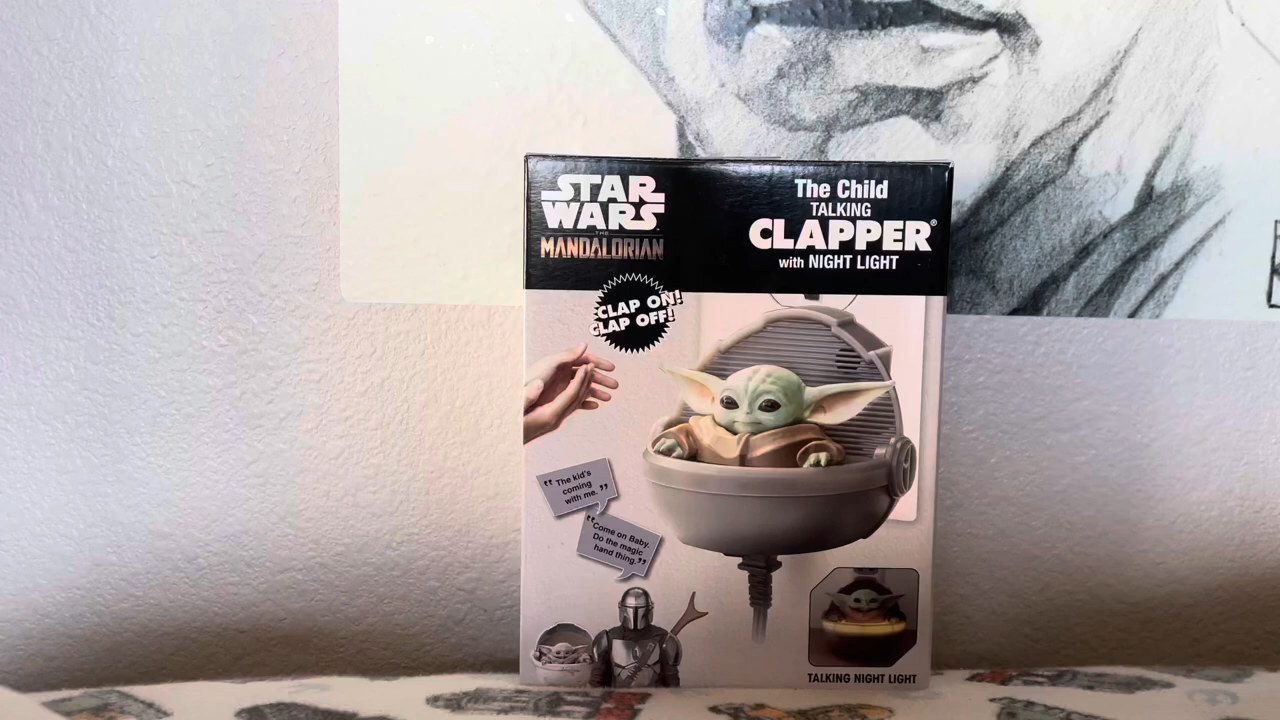 STAR
WARS
THE
MANDALORIAN
The Child
TALKING
CLAPPER®
with NIGHT LIGHT
CLAP ON!
CLAP OFF!
"The kid's
coming
with me."
"Come on Baby.
Do the magic
hand thing."
TALKING NIGHT LIGHT